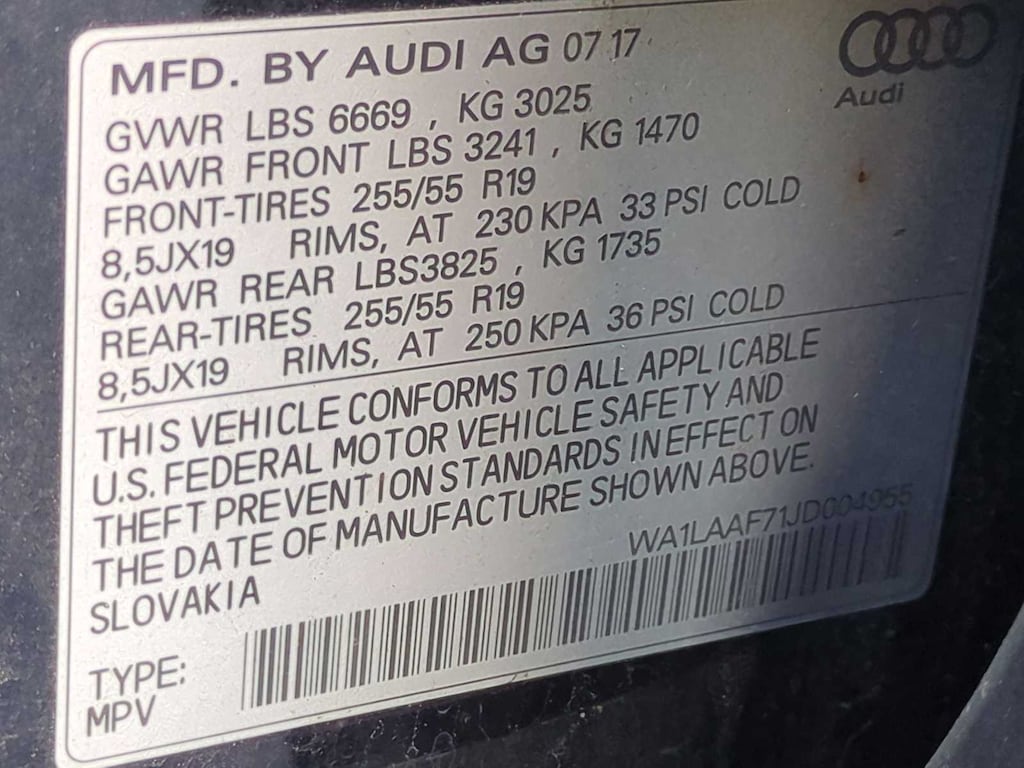 MFD. BY AUDI AG 07 17
Audi
GVWR LBS 6669 , KG 3025
GAWR FRONT LBS 3241 , KG 1470
FRONT-TIRES 255/55 R19
8,5JX19 RIMS, AT 230 KPA 33 PSI COLD
GAWR REAR LBS3825 , KG 1735
REAR-TIRES 255/55 R19
8,5JX19 RIMS, AT 250 KPA 36 PSI COLD
THIS VEHICLE CONFORMS TO ALL APPLICABLE
U.S. FEDERAL MOTOR VEHICLE SAFETY AND
THEFT PREVENTION STANDARDS IN EFFECT ON
THE DATE OF MANUFACTURE SHOWN ABOVE.
SLOVAKIA
WA1LAAF71JD004955
TYPE:
MPV